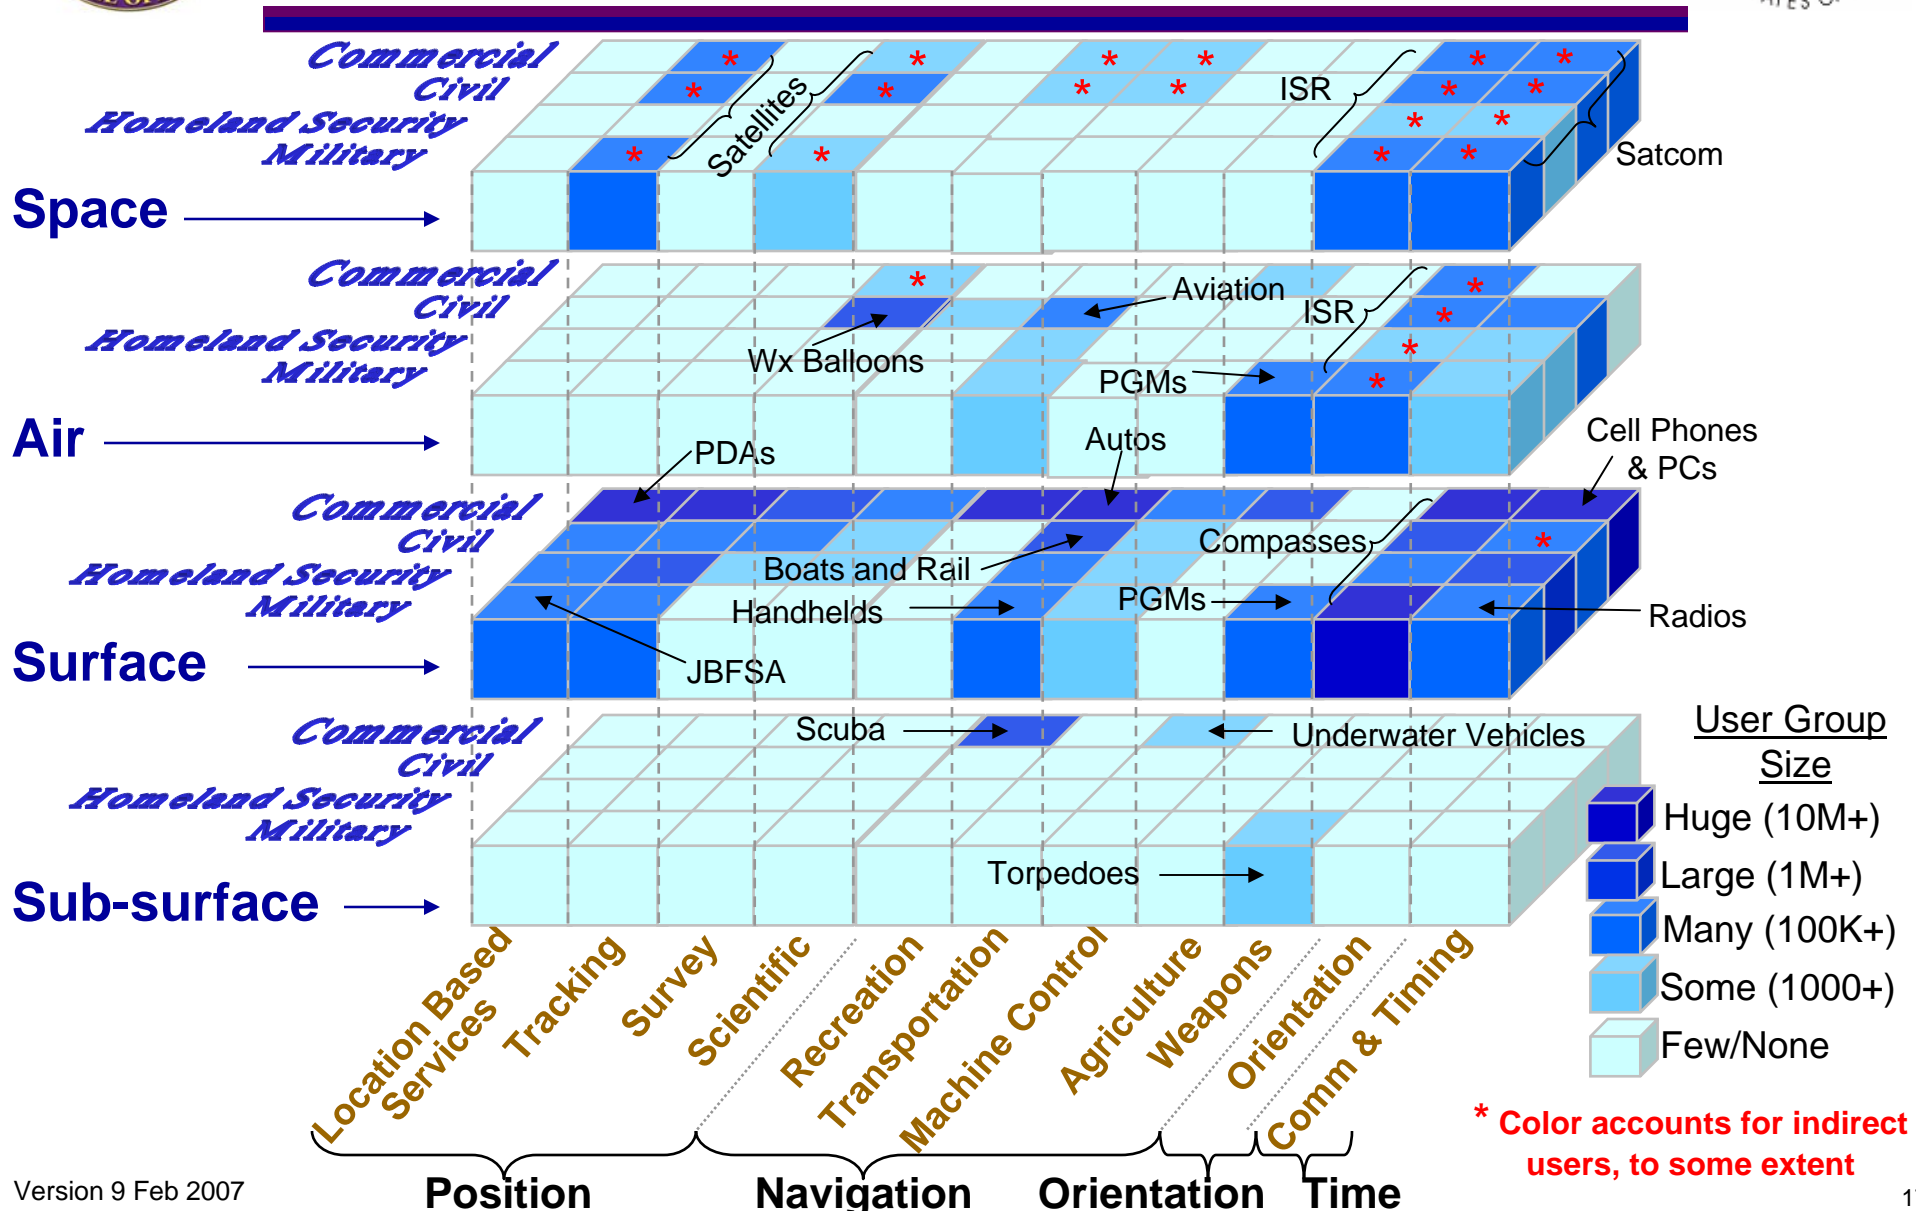 Commercial
Civil
Homeland Security
Military
Space
Satellites
ISR
Satcom
* * * * * * * * * * * * * * * * * *
Commercial
Civil
Homeland Security
Military
Air
Wx Balloons
Aviation
ISR
PGMs
* * * * *
Commercial
Civil
Homeland Security
Military
Surface
PDAs
Autos
Cell Phones
& PCs
Compasses
Boats and Rail
Handhelds
PGMs
Radios
JBFSA
*
Commercial
Civil
Homeland Security
Military
Sub-surface
Scuba
Underwater Vehicles
Torpedoes
User Group
Size
Huge (10M+)
Large (1M+)
Many (100K+)
Some (1000+)
Few/None
Location Based
Services
Tracking
Survey
Scientific
Recreation
Transportation
Machine Control
Agriculture
Weapons
Orientation
Comm & Timing
* Color accounts for indirect
users, to some extent
Position
Navigation
Orientation
Time
Version 9 Feb 2007